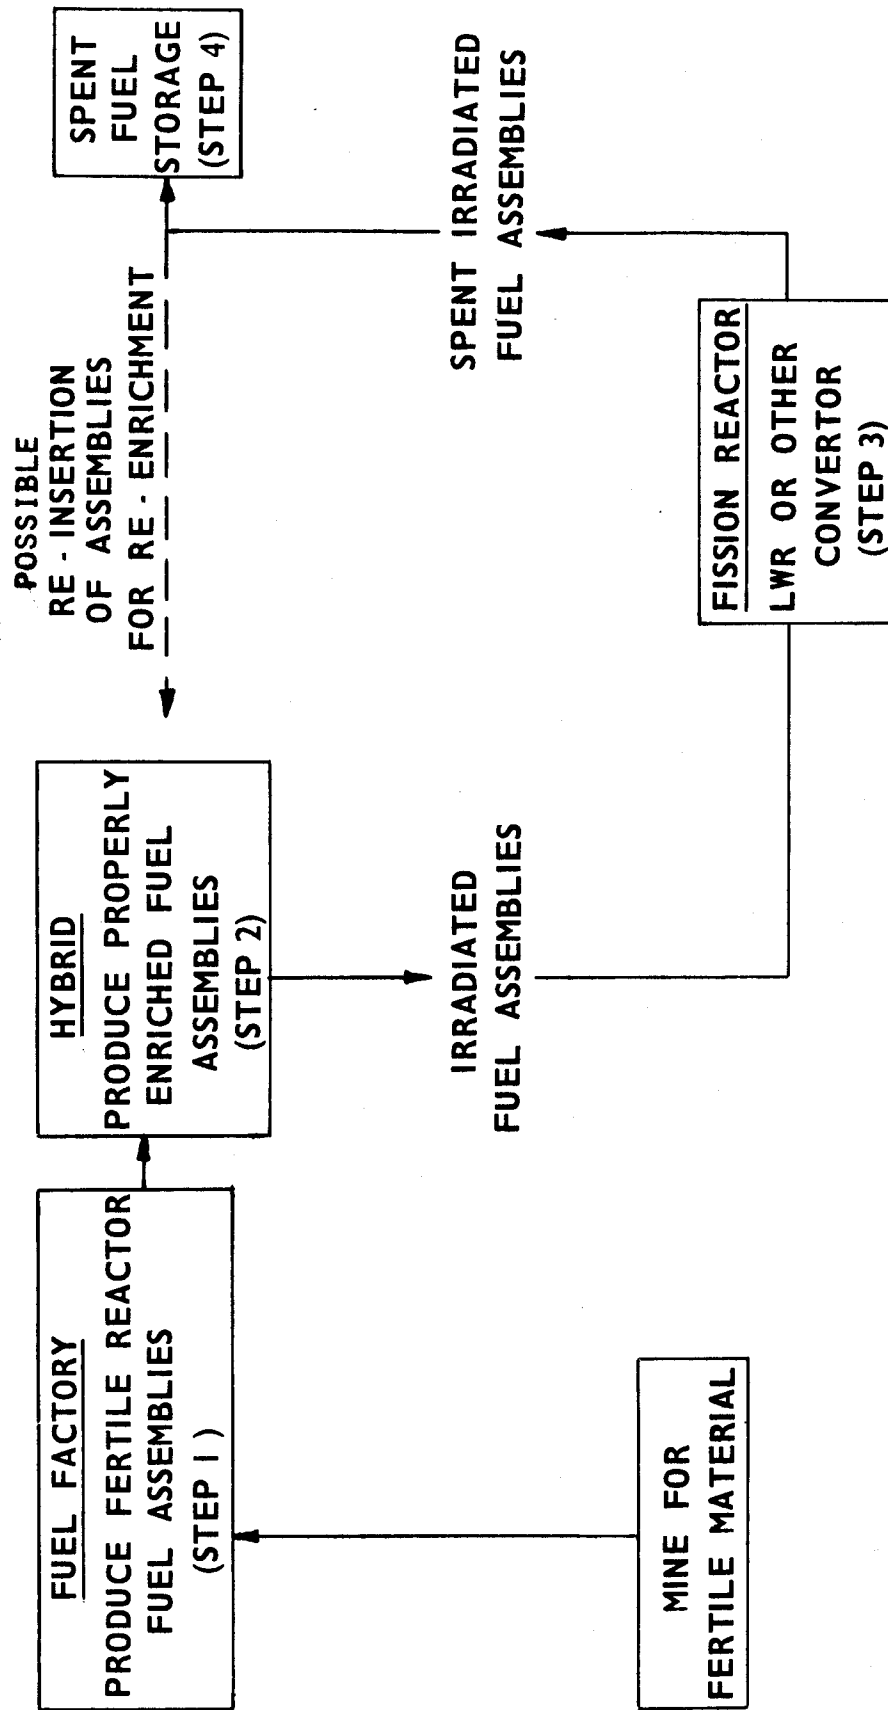 FUEL FACTORY
PRODUCE FERTILE REACTOR
FUEL ASSEMBLIES
(STEP 1)
HYBRID
PRODUCE PROPERLY
ENRICHED FUEL
ASSEMBLIES
(STEP 2)
POSSIBLE
RE - INSERTION
OF ASSEMBLIES
FOR RE - ENRICHMENT
SPENT
FUEL
STORAGE
(STEP 4)
IRRADIATED
FUEL ASSEMBLIES
SPENT IRRADIATED
FUEL ASSEMBLIES
MINE FOR
FERTILE MATERIAL
FISSION REACTOR
LWR OR OTHER
CONVERTOR
(STEP 3)